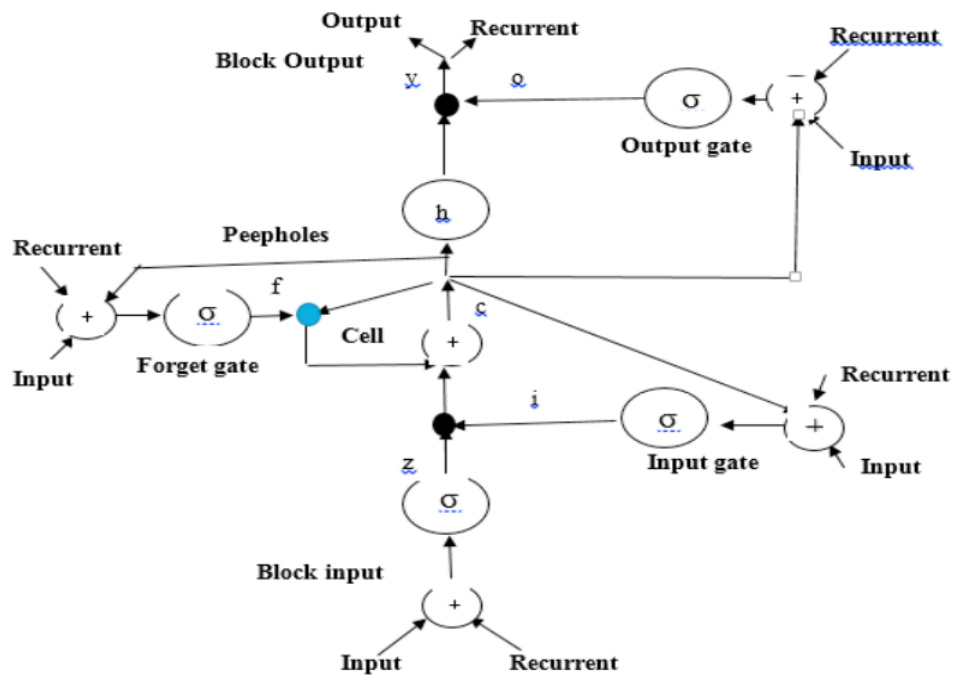 Output
Recurrent
Recurrent
Block Output
y
o
σ
+
Output gate
Input
h
Peepholes
Recurrent
f
+
σ
c
Cell
+
Forget gate
Input
i
Recurrent
σ
+
Input gate
Input
z
σ
Block input
+
Input
Recurrent